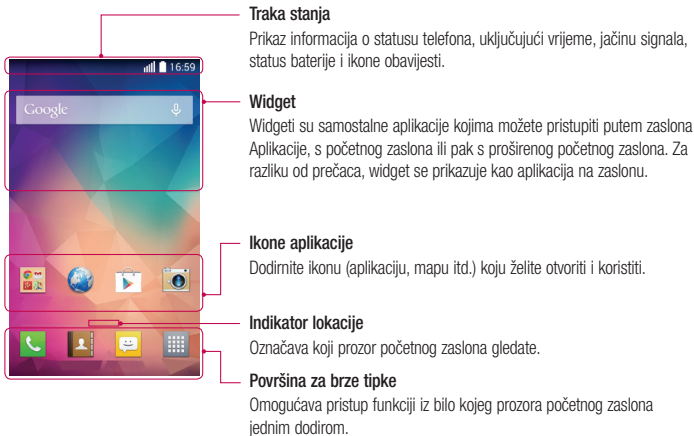 Traka stanja
Prikaz informacija o statusu telefona, uključujući vrijeme, jačinu signala,
status baterije i ikone obavijesti.
16:59
Google
Widget
Widgeti su samostalne aplikacije kojima možete pristupiti putem zaslona
Aplikacije, s početnog zaslona ili pak s proširenog početnog zaslona. Za
razliku od prečaca, widget se prikazuje kao aplikacija na zaslonu.
Ikone aplikacije
Dodirnite ikonu (aplikaciju, mapu itd.) koju želite otvoriti i koristiti.
Indikator lokacije
Označava koji prozor početnog zaslona gledate.
Površina za brze tipke
Omogućava pristup funkciji iz bilo kojeg prozora početnog zaslona
jednim dodirom.